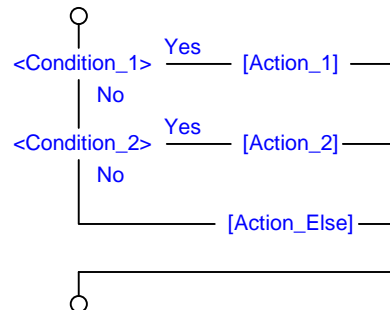 Yes
<Condition_1> [Action_1]
No
Yes
<Condition_2> [Action_2]
No
[Action_Else]